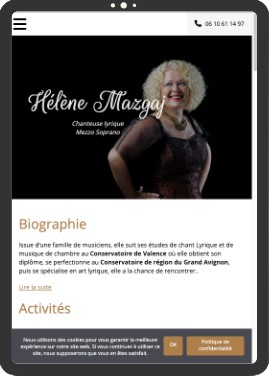 06 10 61 14 97
Hélène Mazgaj
Chanteuse lyrique
Mezzo Soprano
Biographie
Issue d'une famille de musiciens, elle suit ses études de chant Lyrique et de
musique de chambre au Conservatoire de Valence où elle obtient son
diplôme, se perfectionne au Conservatoire de région du Grand Avignon,
puis se spécialise en art lyrique, elle a la chance de rencontrer..
Lire la suite
Activités
Nous utilisons des cookies pour vous garantir la meilleure
expérience sur notre site web. Si vous continuez à utiliser ce
site, nous supposerons que vous en êtes satisfait.
OK
Politique de
confidentialité